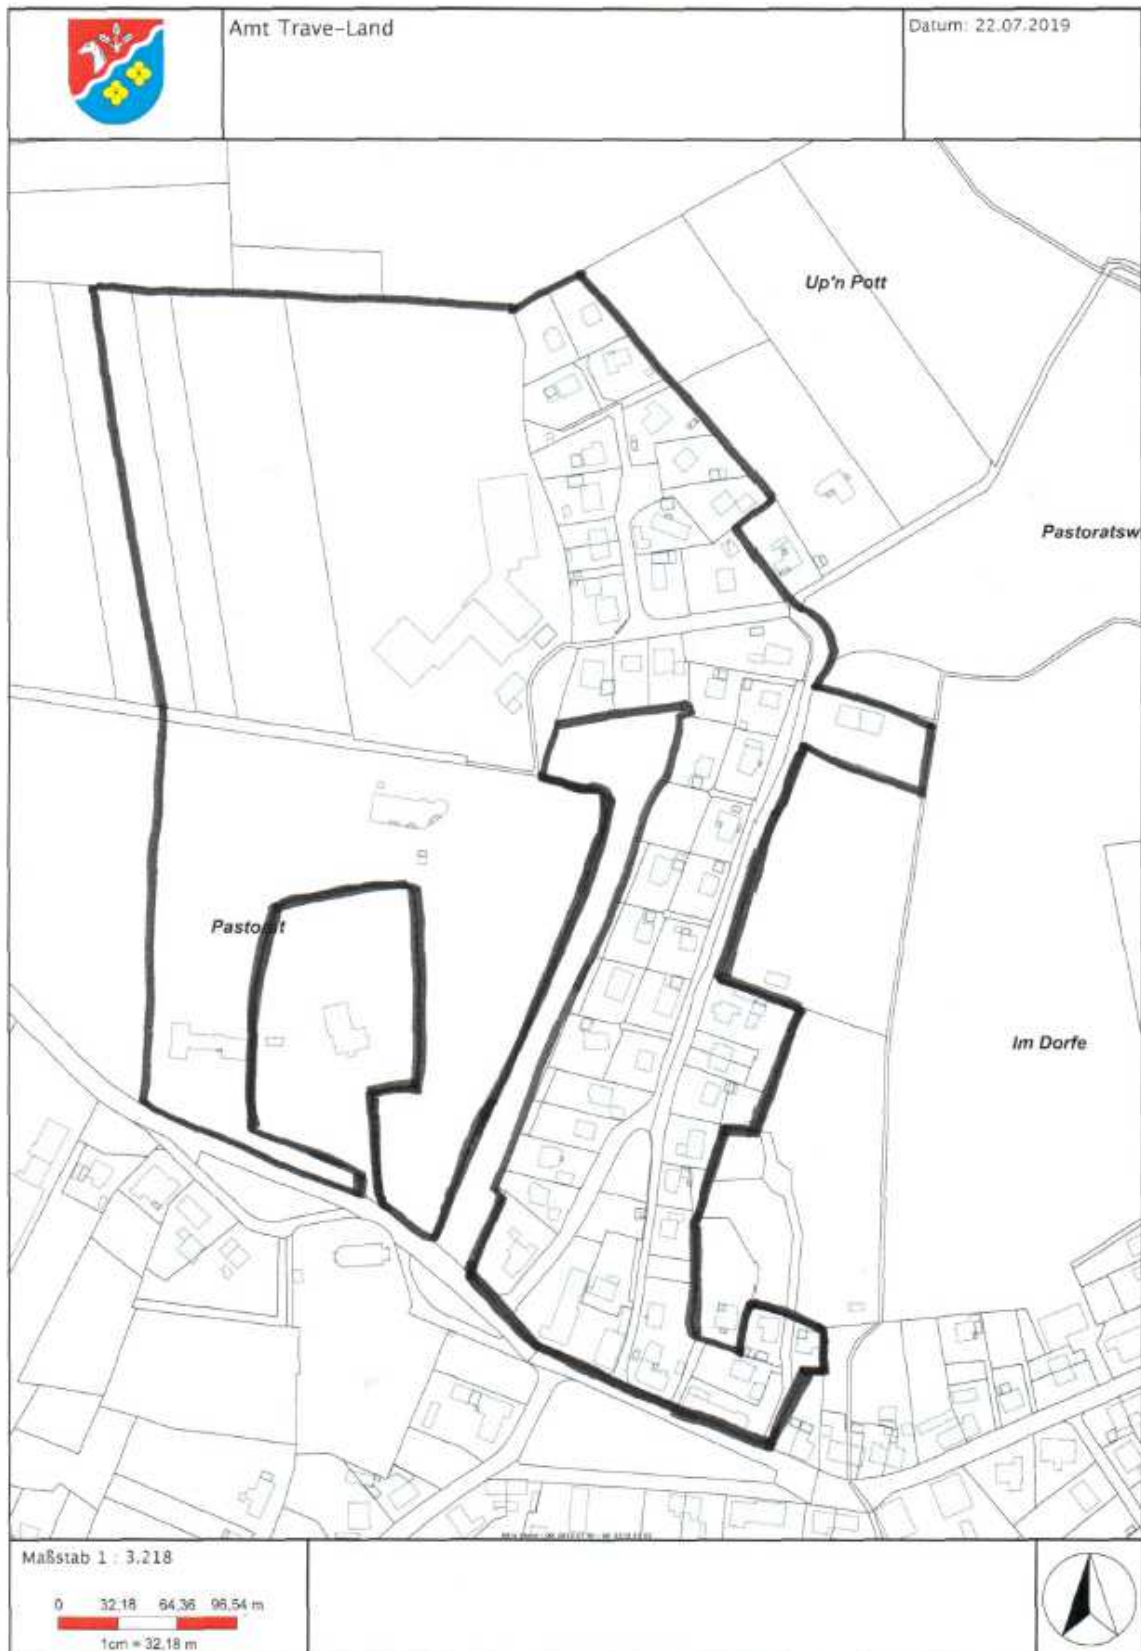 Amt Trave-Land
Datum: 22.07.2019
Up'n Pott
Pastoratsw
Pastorat
Im Dorfe
Maßstab 1 : 3.218
0 32,18 64,36 96,54 m
1cm = 32,18 m